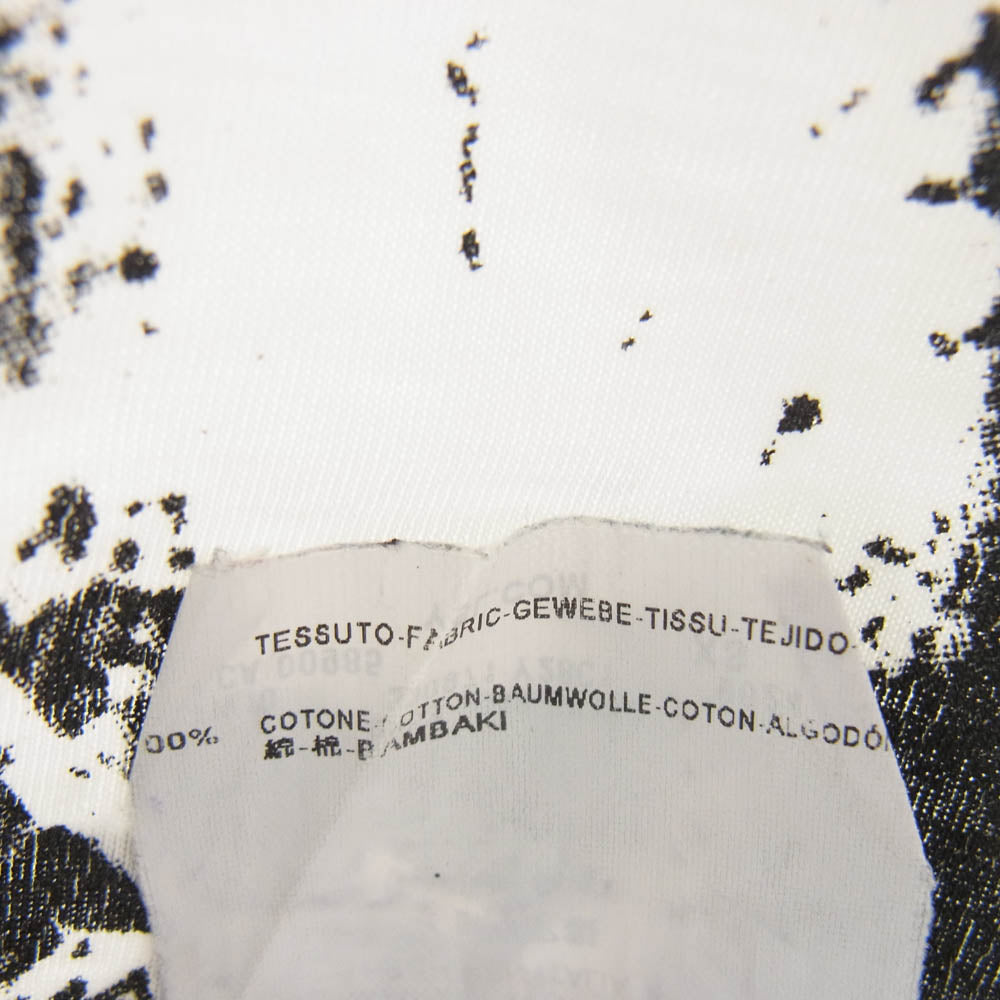 TESSUTO-FABRIC-GEWEBE-TISSU-TEJIDO-
00% COTONE-COTTON-BAUMWOLLE-COTON-ALGODÓN
綿-棉-BAMBAKI